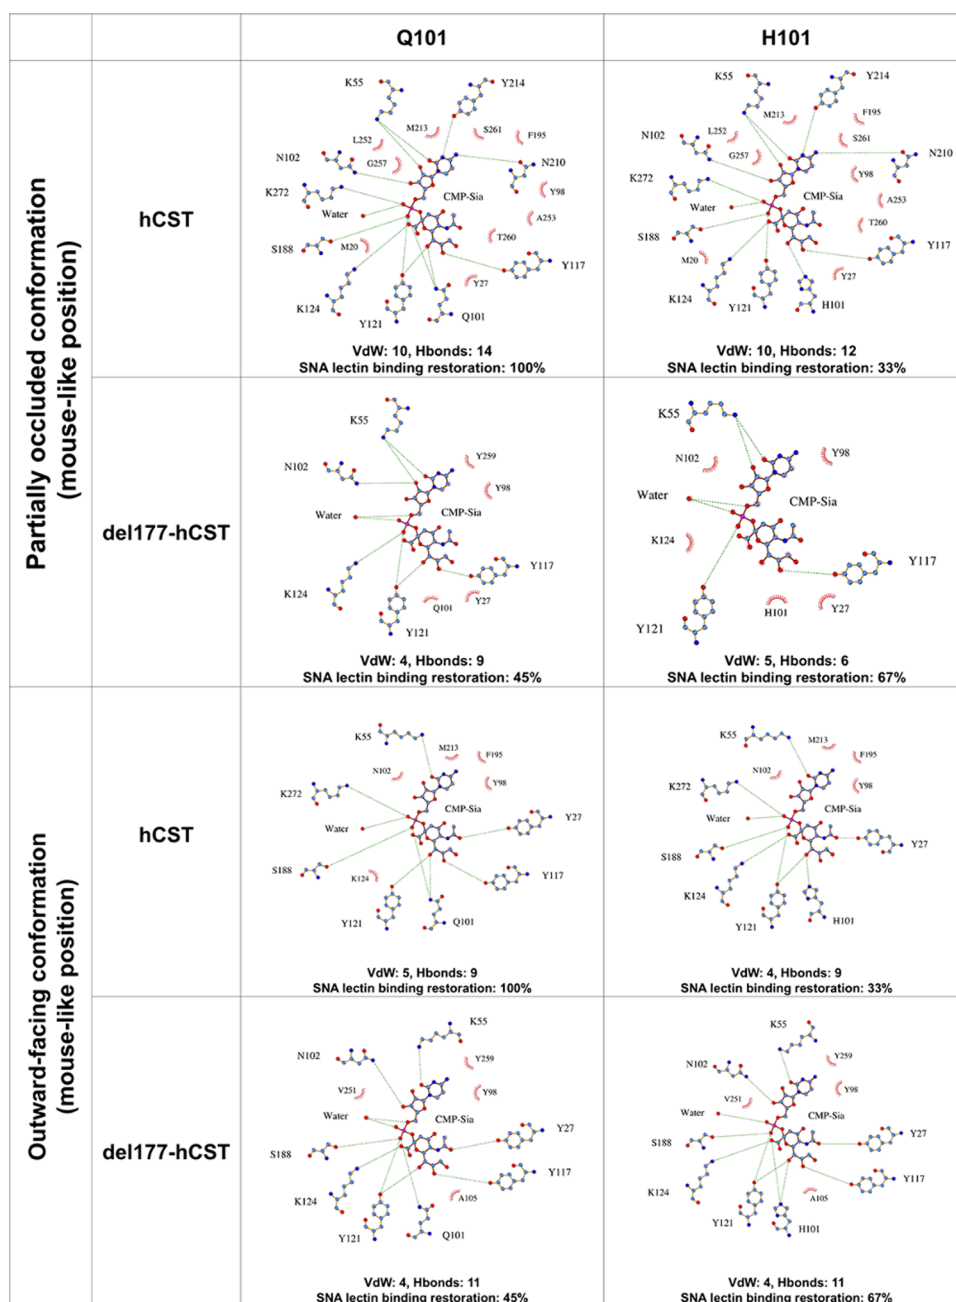 Q101
H101
Partially occluded conformation
(mouse-like position)
hCST
K55
Y214
M213
S261
F195
L252
N102
G257
N210
K272
Y98
CMP-Sia
Water
A253
T260
S188
M20
Y117
Y27
K124
Y121
Q101
VdW: 10, Hbonds: 14
SNA lectin binding restoration: 100%
K55
Y214
M213
F195
L252
S261
N102
G257
N210
K272
Y98
CMP-Sia
A253
Water
T260
S188
Y117
M20
Y27
K124
Y121
H101
VdW: 10, Hbonds: 12
SNA lectin binding restoration: 33%
del177-hCST
K55
Y259
N102
Y98
Water
CMP-Sia
Y117
K124
Q101
Y27
Y121
VdW: 4, Hbonds: 9
SNA lectin binding restoration: 45%
K55
N102
Y98
Water
CMP-Sia
K124
Y117
H101
Y27
Y121
VdW: 5, Hbonds: 6
SNA lectin binding restoration: 67%
Outward-facing conformation
(mouse-like position)
hCST
K55
M213
F195
N102
Y98
K272
CMP-Sia
Y27
Water
S188
K124
Y117
Y121
Q101
VdW: 5, Hbonds: 9
SNA lectin binding restoration: 100%
K55
M213
F195
N102
Y98
K272
CMP-Sia
Water
Y27
S188
K124
Y121
H101
VdW: 4, Hbonds: 9
SNA lectin binding restoration: 33%
del177-hCST
K55
N102
Y259
V251
Y98
Water
CMP-Sia
Y27
S188
Y117
K124
A105
Y121
Q101
VdW: 4, Hbonds: 11
SNA lectin binding restoration: 45%
K55
N102
Y259
Y98
V251
Water
CMP-Sia
Y27
S188
Y117
K124
A105
Y121
H101
VdW: 4, Hbonds: 11
SNA lectin binding restoration: 67%